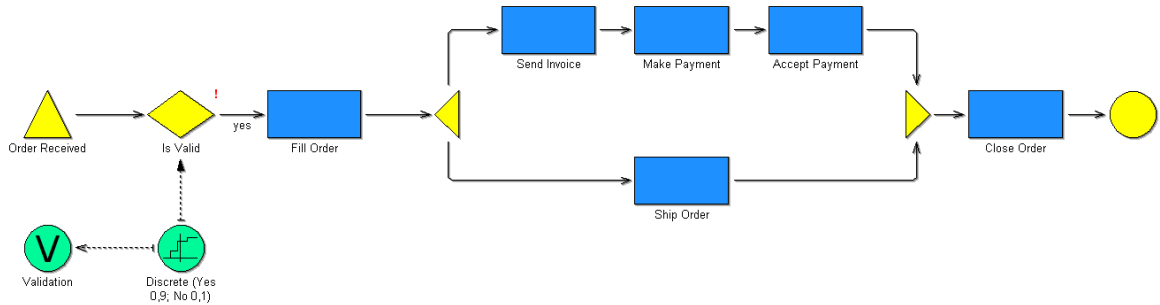 Send Invoice
Make Payment
Accept Payment
!
yes
Order Received
Is Valid
Fill Order
Close Order
Ship Order
V
Validation
Discrete (Yes
0,9; No 0,1)